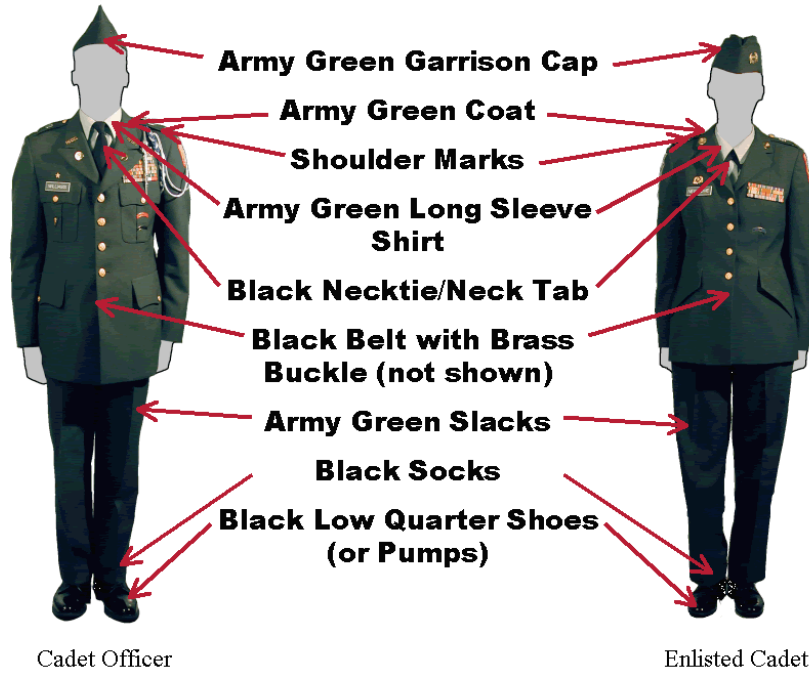 Army Green Garrison Cap
Army Green Coat
Shoulder Marks
Army Green Long Sleeve
Shirt
Black Necktie/Neck Tab
Black Belt with Brass
Buckle (not shown)
Army Green Slacks
Black Socks
Black Low Quarter Shoes
(or Pumps)
Cadet Officer
Enlisted Cadet